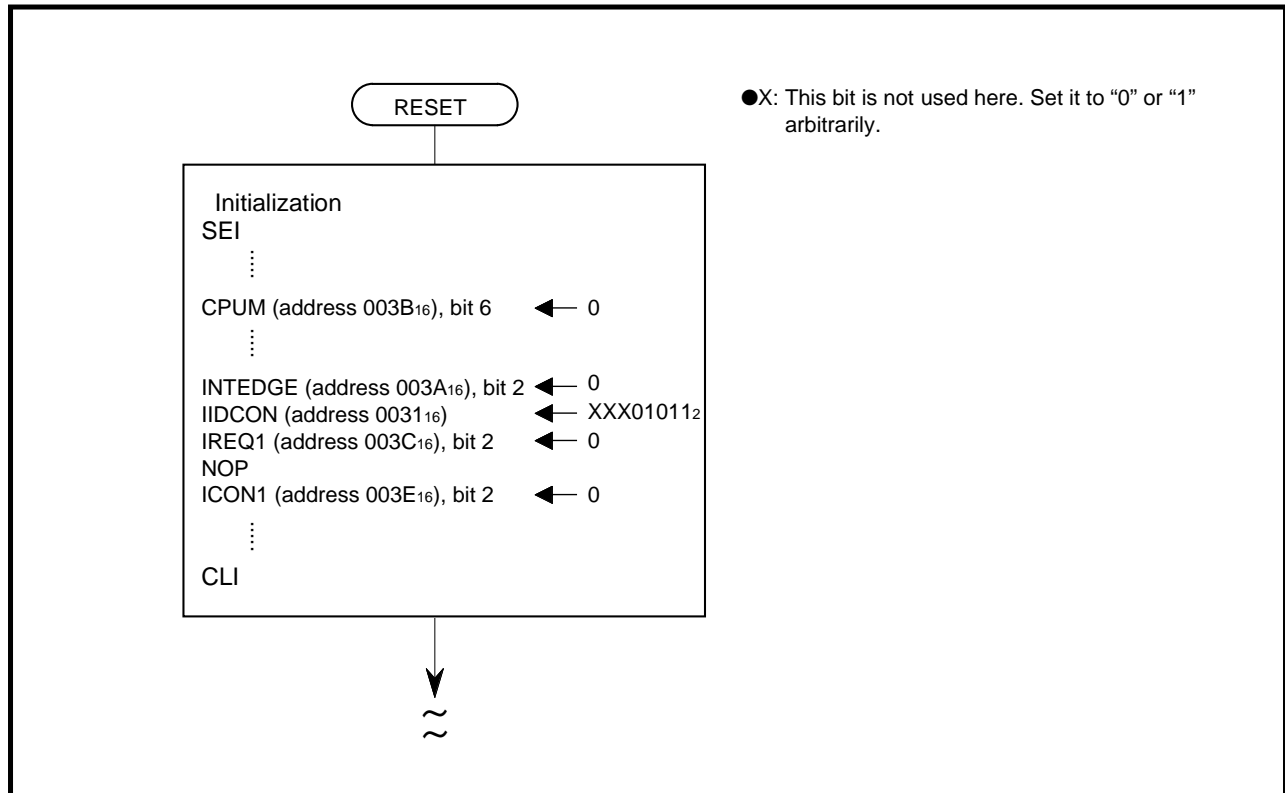 RESET
●X: This bit is not used here. Set it to “0” or “1”
arbitrarily.
Initialization
SEI
CPUM (address 003B16), bit 6 0
INTEDGE (address 003A16), bit 2 0
IIDCON (address 003116) XXX010112
IREQ1 (address 003C16), bit 2 0
NOP
ICON1 (address 003E16), bit 2 0
CLI